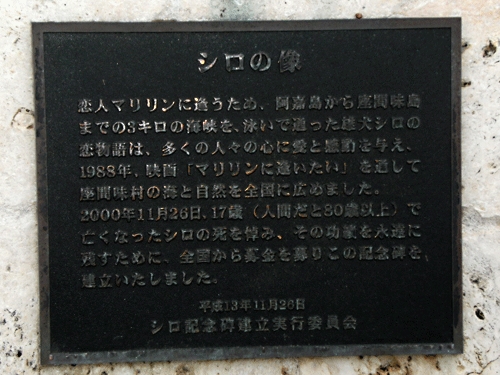 シロの像
恋人マリリンに逢うため、阿嘉島から座間味島
までの3キロの海峡を、泳いで通った雄犬シロの
恋物語は、多くの人々の心に愛と感動を与え、
1988年、映画「マリリンに逢いたい」を通して
座間味村の海と自然を全国に広めました。
2000年11月26日、17歳（人間だと80歳以上）で
亡くなったシロの死を悼み、その功績を永遠に
残すために、全国から募金を募りこの記念碑を、
建立いたしました。
平成13年11月26日
シロ記念碑建立実行委員会